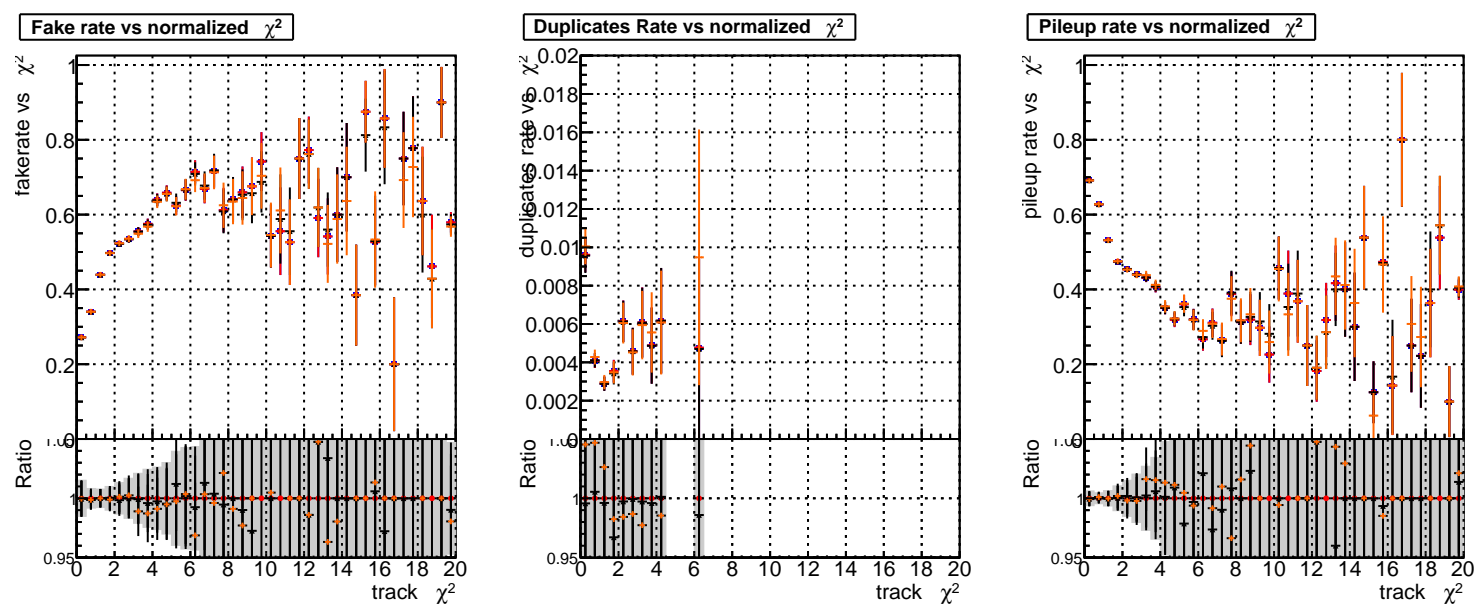 Fake rate vs normalized χ²
fakerate vs χ²
1
0.8
0.6
0.4
0.2
Ratio
1
0.95
0 2 4 6 8 10 12 14 16 18 20
track χ²
Duplicates Rate vs normalized χ²
duplicates rate vs χ²
0.02
0.018
0.016
0.014
0.012
0.01
0.008
0.006
0.004
0.002
Ratio
1
0.95
0 2 4 6 8 10 12 14 16 18 20
track χ²
Pileup rate vs normalized χ²
pileup rate vs χ²
1
0.8
0.6
0.4
0.2
Ratio
1
0.95
0 2 4 6 8 10 12 14 16 18 20
track χ²